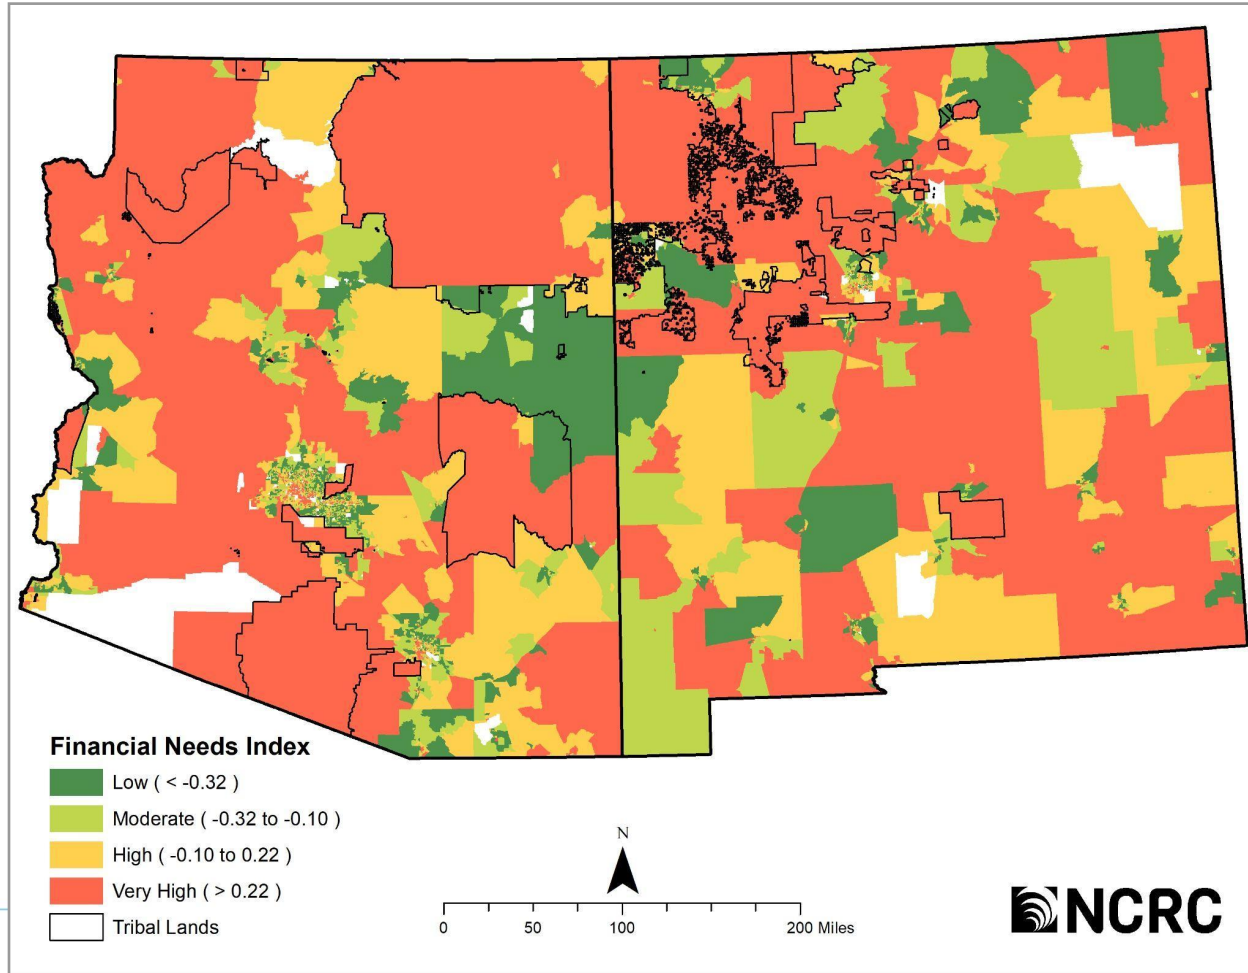 Financial Needs Index
Low ( < -0.32 )
Moderate ( -0.32 to -0.10 )
High ( -0.10 to 0.22 )
Very High ( > 0.22 )
Tribal Lands
N
0 50 100 200 Miles
NCRC